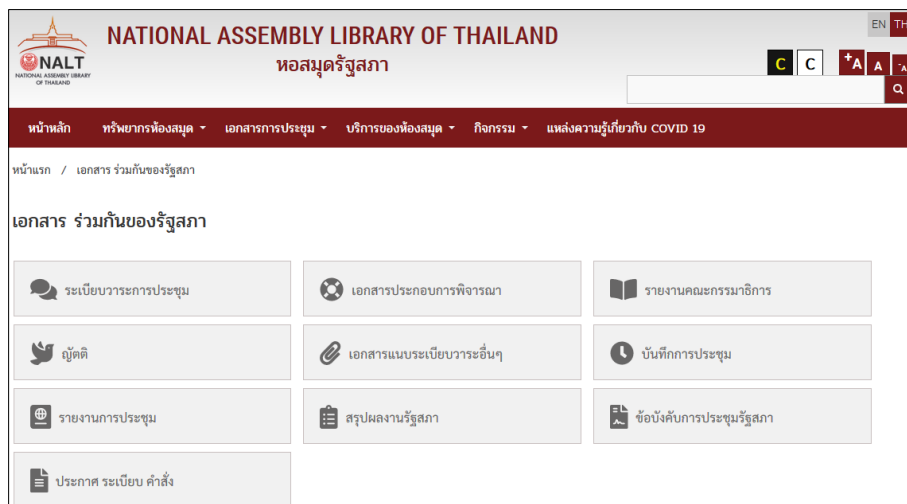 NATIONAL ASSEMBLY LIBRARY OF THAILAND
หอสมุดรัฐสภา
NALT
NATIONAL ASSEMBLY LIBRARY
OF THAILAND
EN TH
C C +A A -A
หน้าหลัก ทรัพยากรห้องสมุด เอกสารการประชุม บริการของห้องสมุด กิจกรรม แหล่งความรู้เกี่ยวกับ COVID 19
หน้าแรก / เอกสาร ร่วมกันของรัฐสภา
เอกสาร ร่วมกันของรัฐสภา
ระเบียบวาระการประชุม เอกสารประกอบการพิจารณา รายงานคณะกรรมาธิการ
ญัตติ เอกสารแนบระเบียบวาระอื่นๆ บันทึกการประชุม
รายงานการประชุม สรุปผลงานรัฐสภา ข้อบังคับการประชุมรัฐสภา
ประกาศ ระเบียบ คำสั่ง